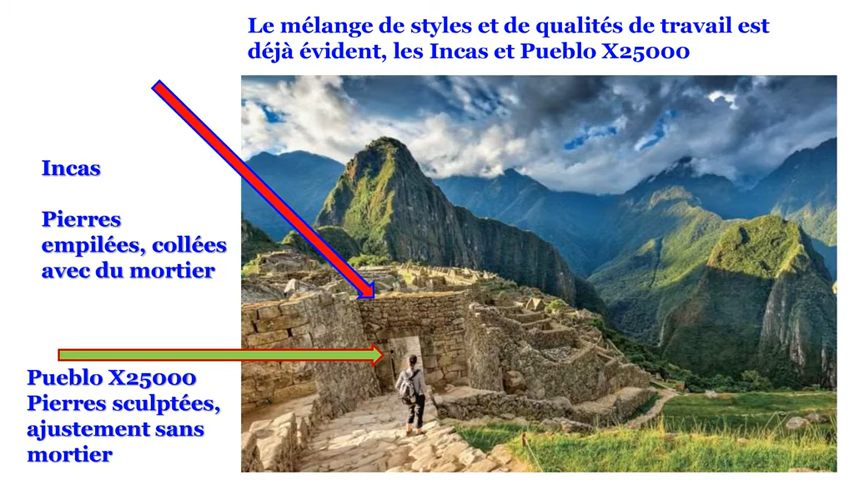 Le mélange de styles et de qualités de travail est
déjà évident, les Incas et Pueblo X25000
Incas
Pierres
empilées, collées
avec du mortier
Pueblo X25000
Pierres sculptées,
ajustement sans
mortier